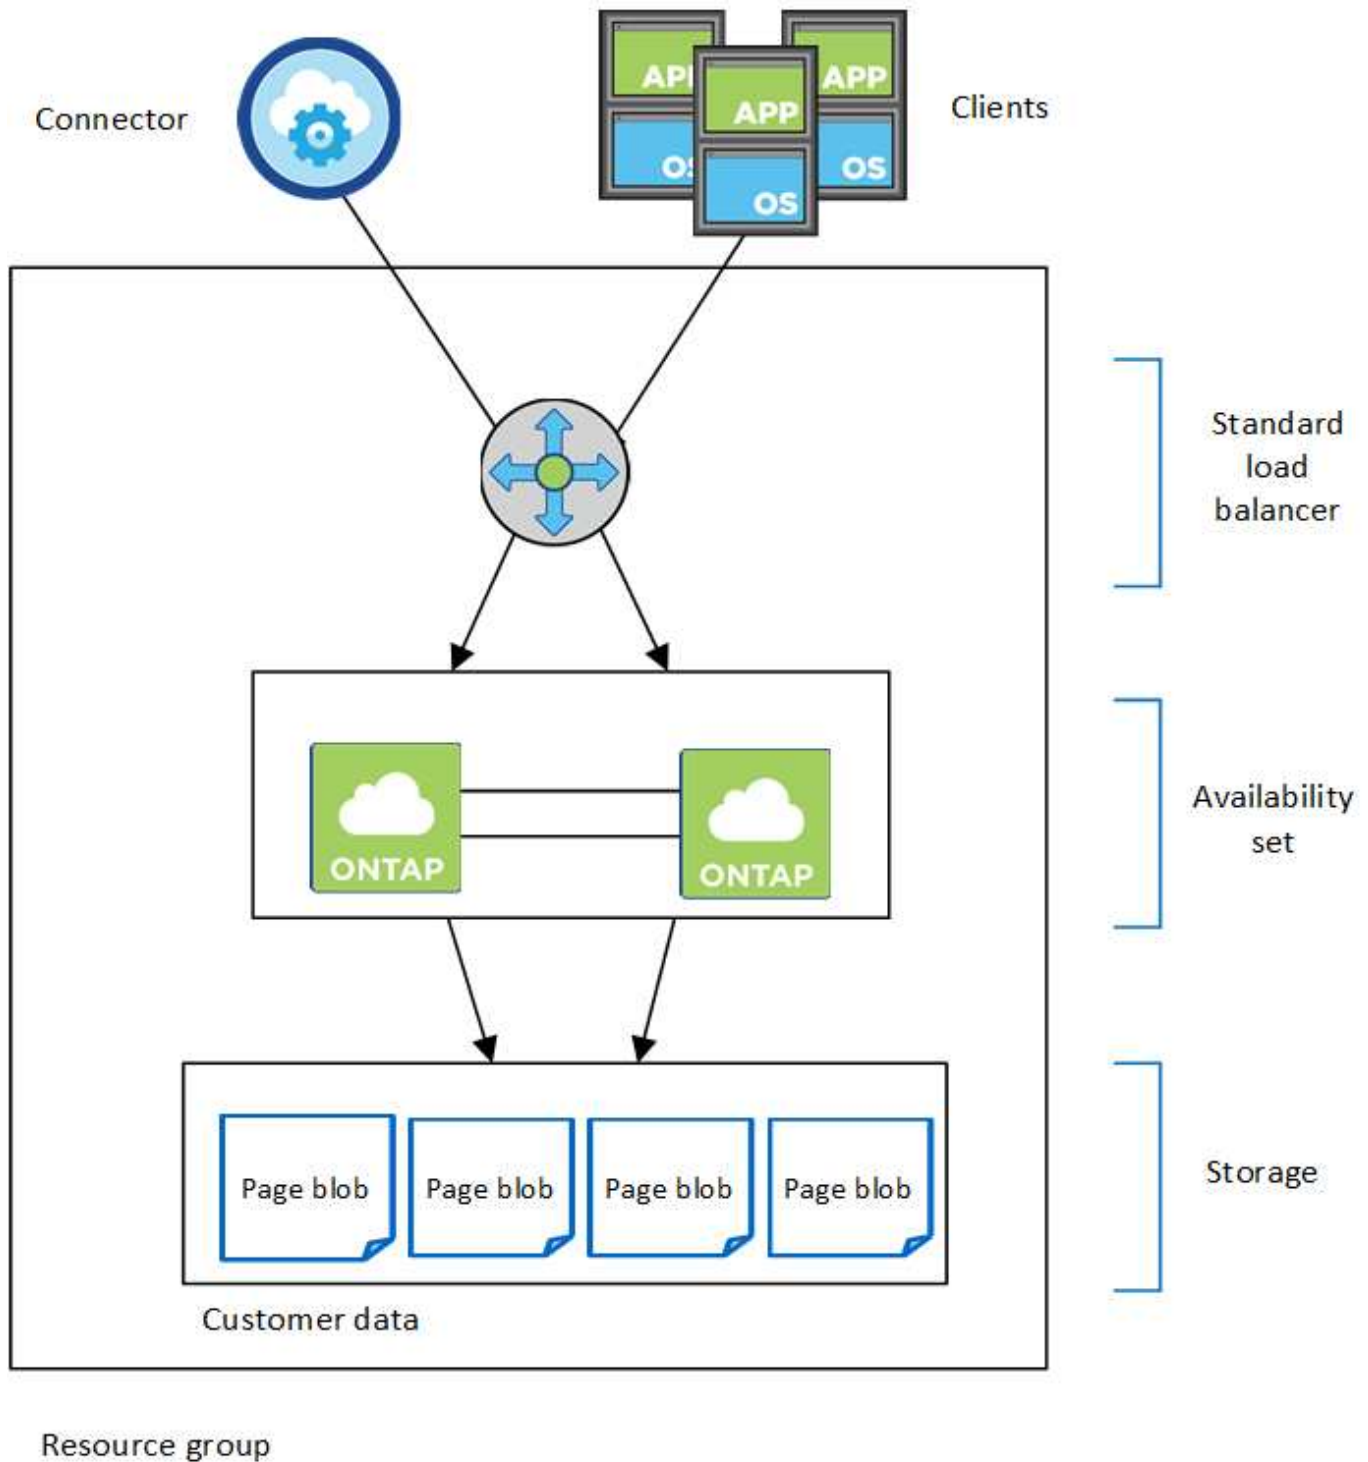 Connector
APP
APP
APP
Clients
OS
OS
OS
Standard
load
balancer
ONTAP
ONTAP
Availability
set
Page blob
Page blob
Page blob
Page blob
Storage
Customer data
Resource group